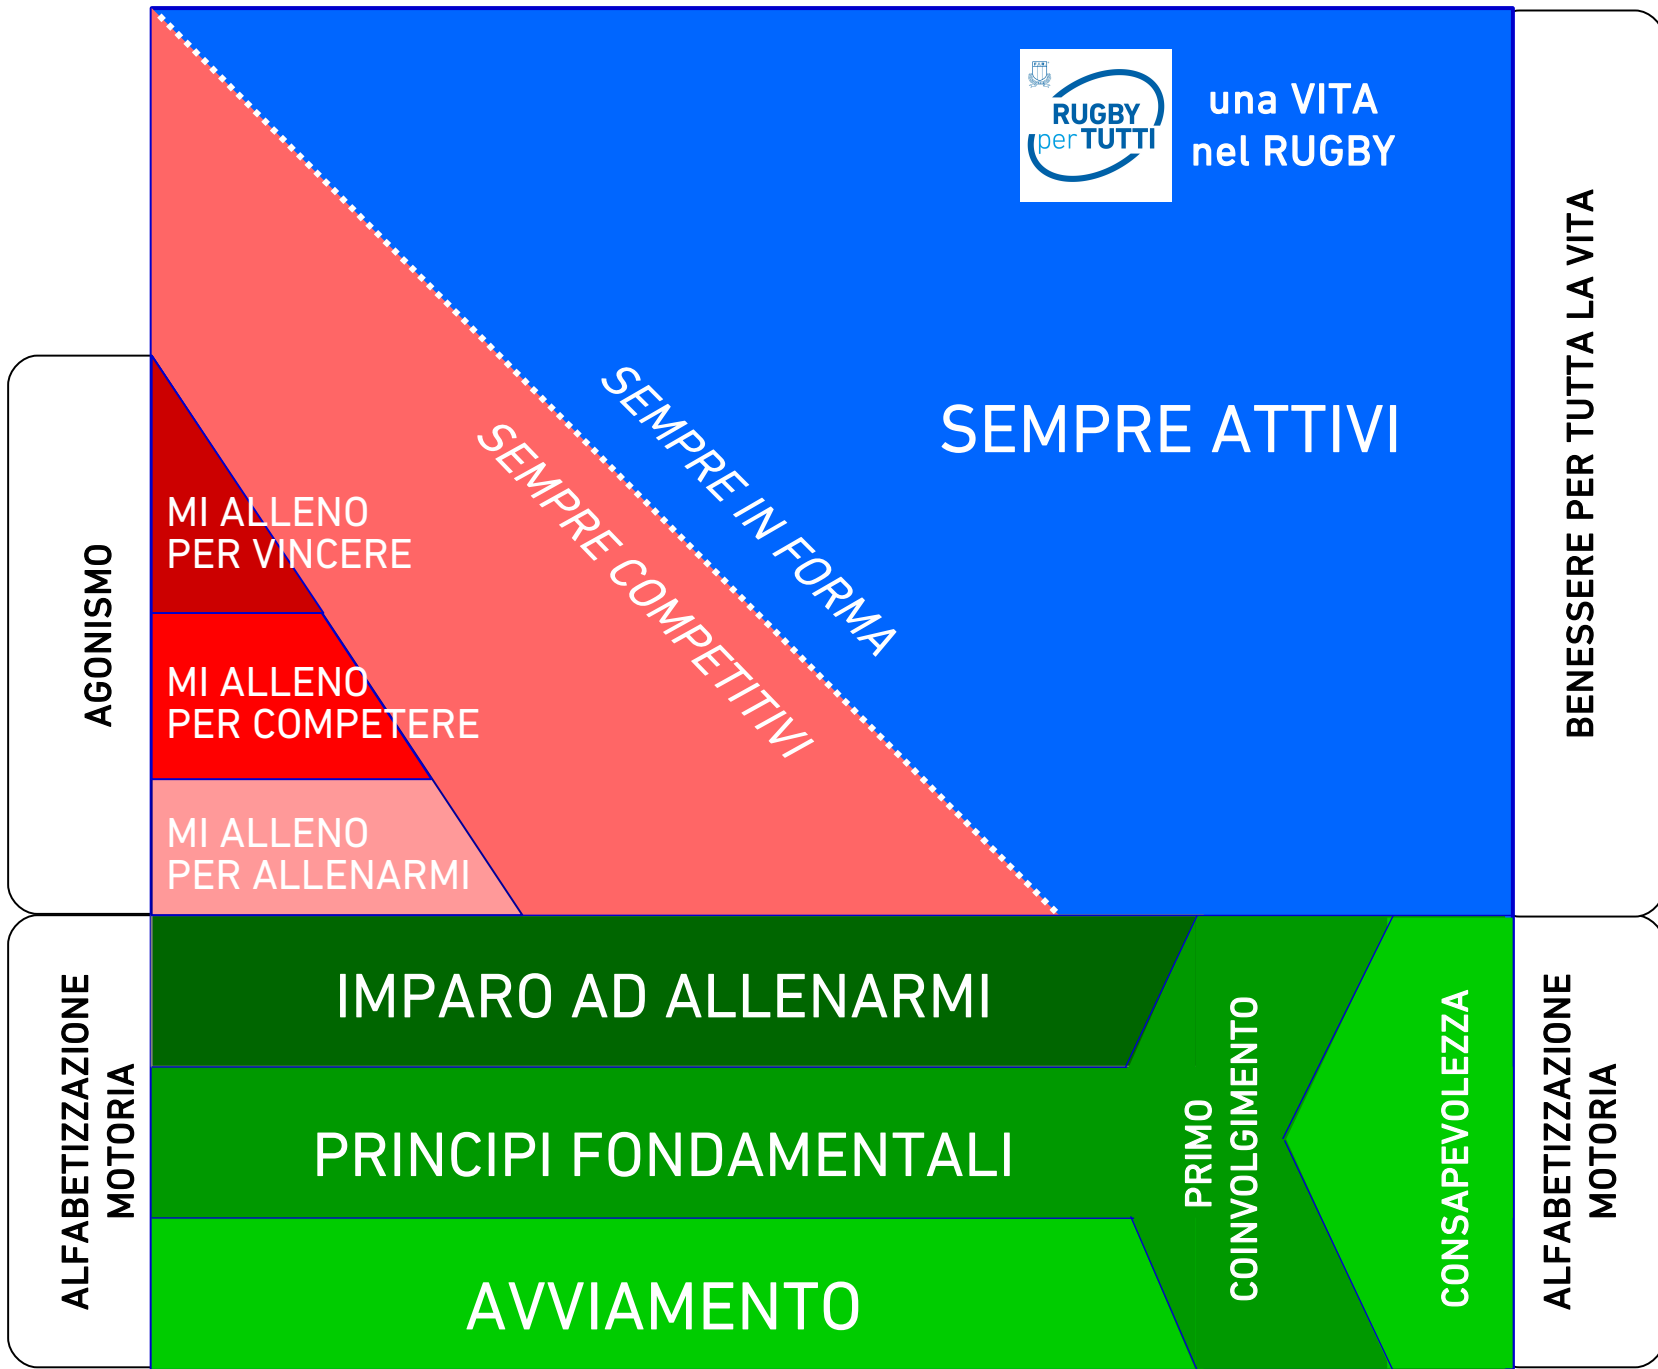 RUGBY
per TUTTI
una VITA
nel RUGBY
BENESSERE PER TUTTA LA VITA
SEMPRE ATTIVI
SEMPRE IN FORMA
SEMPRE COMPETITIVI
AGONISMO
MI ALLENO
PER VINCERE
MI ALLENO
PER COMPETERE
MI ALLENO
PER ALLENARMI
ALFABETIZZAZIONE
MOTORIA
IMPARO AD ALLENARMI
PRINCIPI FONDAMENTALI
AVVIAMENTO
PRIMO
COINVOLGIMENTO
CONSAPEVOLEZZA
ALFABETIZZAZIONE
MOTORIA